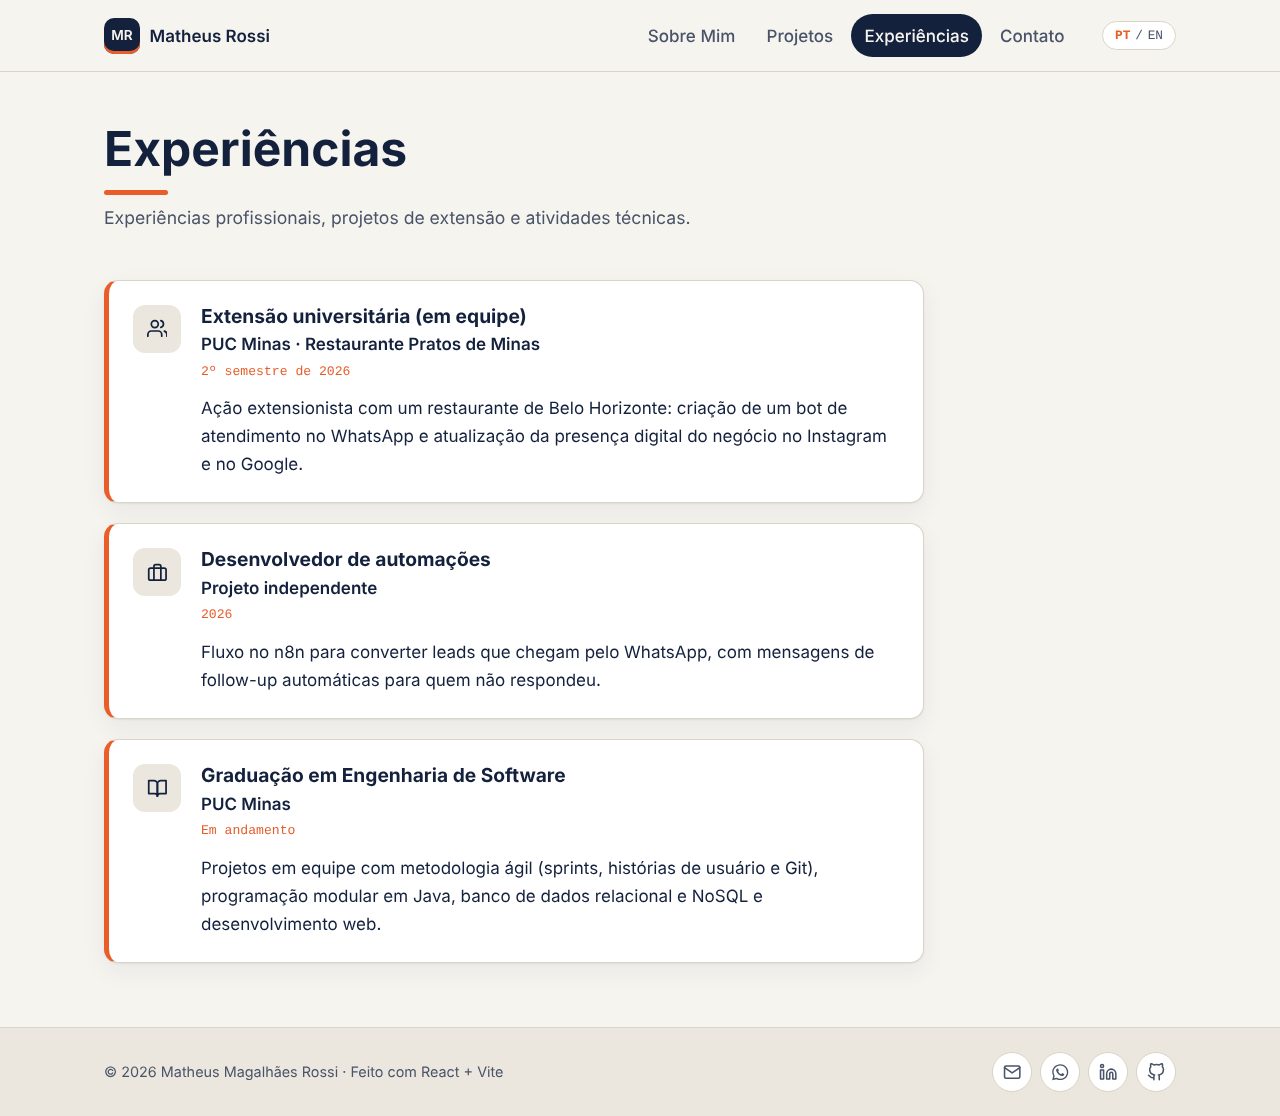 MR Matheus Rossi Sobre Mim Projetos Experiências Contato PT / EN
Experiências
Experiências profissionais, projetos de extensão e atividades técnicas.
Extensão universitária (em equipe)
PUC Minas · Restaurante Pratos de Minas
2º semestre de 2026
Ação extensionista com um restaurante de Belo Horizonte: criação de um bot de
atendimento no WhatsApp e atualização da presença digital do negócio no Instagram
e no Google.
Desenvolvedor de automações
Projeto independente
2026
Fluxo no n8n para converter leads que chegam pelo WhatsApp, com mensagens de
follow-up automáticas para quem não respondeu.
Graduação em Engenharia de Software
PUC Minas
Em andamento
Projetos em equipe com metodologia ágil (sprints, histórias de usuário e Git),
programação modular em Java, banco de dados relacional e NoSQL e
desenvolvimento web.
© 2026 Matheus Magalhães Rossi · Feito com React + Vite